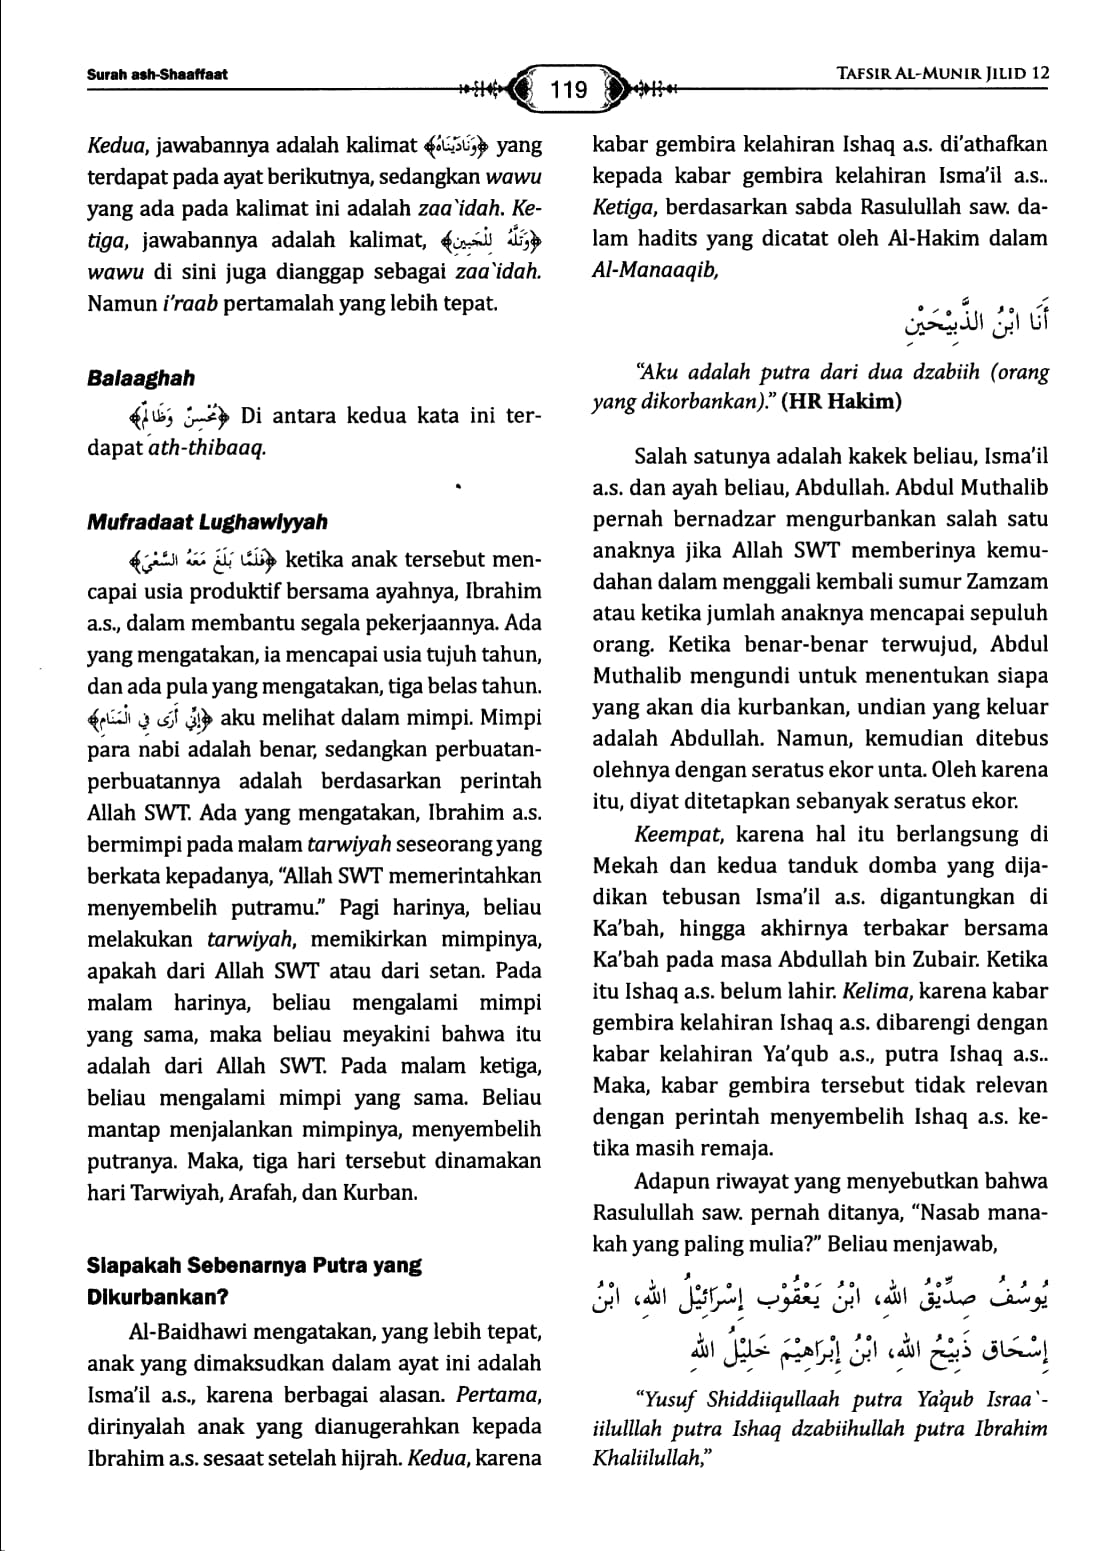 Surah ash-Shaaffaat
119
TAFSIR AL-MUNIR JILID 12
Kedua, jawabannya adalah kalimat ﴿وَنَادَيْنَاهُ﴾ yang
terdapat pada ayat berikutnya, sedangkan wawu
yang ada pada kalimat ini adalah zaa`idah. Ke-
tiga, jawabannya adalah kalimat, ﴿وَتَلَّهُ لِلْجَبِينِ﴾
wawu di sini juga dianggap sebagai zaa`idah.
Namun i’raab pertamalah yang lebih tepat.
Balaaghah
﴿مُحْسِنٌ وَظَالِمٌ﴾ Di antara kedua kata ini ter-
dapat ath-thibaaq.
Mufradaat Lughawiyyah
﴿فَلَمَّا بَلَغَ مَعَهُ السَّعْيَ﴾ ketika anak tersebut men-
capai usia produktif bersama ayahnya, Ibrahim
a.s., dalam membantu segala pekerjaannya. Ada
yang mengatakan, ia mencapai usia tujuh tahun,
dan ada pula yang mengatakan, tiga belas tahun.
﴿إِنِّي أَرَى فِي الْمَنَامِ﴾ aku melihat dalam mimpi. Mimpi
para nabi adalah benar, sedangkan perbuatan-
perbuatannya adalah berdasarkan perintah
Allah SWT. Ada yang mengatakan, Ibrahim a.s.
bermimpi pada malam tarwiyah seseorang yang
berkata kepadanya, “Allah SWT memerintahkan
menyembelih putramu.” Pagi harinya, beliau
melakukan tarwiyah, memikirkan mimpinya,
apakah dari Allah SWT atau dari setan. Pada
malam harinya, beliau mengalami mimpi
yang sama, maka beliau meyakini bahwa itu
adalah dari Allah SWT. Pada malam ketiga,
beliau mengalami mimpi yang sama. Beliau
mantap menjalankan mimpinya, menyembelih
putranya. Maka, tiga hari tersebut dinamakan
hari Tarwiyah, Arafah, dan Kurban.
Siapakah Sebenarnya Putra yang
Dikurbankan?
Al-Baidhawi mengatakan, yang lebih tepat,
anak yang dimaksudkan dalam ayat ini adalah
Isma’il a.s., karena berbagai alasan. Pertama,
dirinyalah anak yang dianugerahkan kepada
Ibrahim a.s. sesaat setelah hijrah. Kedua, karena
kabar gembira kelahiran Ishaq a.s. di’athafkan
kepada kabar gembira kelahiran Isma’il a.s..
Ketiga, berdasarkan sabda Rasulullah saw. da-
lam hadits yang dicatat oleh Al-Hakim dalam
Al-Manaaqib,
أَنَا ابْنُ الذَّبِيْحَيْنِ
“Aku adalah putra dari dua dzabiih (orang
yang dikorbankan).” (HR Hakim)
Salah satunya adalah kakek beliau, Isma’il
a.s. dan ayah beliau, Abdullah. Abdul Muthalib
pernah bernadzar mengurbankan salah satu
anaknya jika Allah SWT memberinya kemu-
dahan dalam menggali kembali sumur Zamzam
atau ketika jumlah anaknya mencapai sepuluh
orang. Ketika benar-benar terwujud, Abdul
Muthalib mengundi untuk menentukan siapa
yang akan dia kurbankan, undian yang keluar
adalah Abdullah. Namun, kemudian ditebus
olehnya dengan seratus ekor unta. Oleh karena
itu, diyat ditetapkan sebanyak seratus ekor.
Keempat, karena hal itu berlangsung di
Mekah dan kedua tanduk domba yang dija-
dikan tebusan Isma’il a.s. digantungkan di
Ka’bah, hingga akhirnya terbakar bersama
Ka’bah pada masa Abdullah bin Zubair. Ketika
itu Ishaq a.s. belum lahir. Kelima, karena kabar
gembira kelahiran Ishaq a.s. dibarengi dengan
kabar kelahiran Ya’qub a.s., putra Ishaq a.s..
Maka, kabar gembira tersebut tidak relevan
dengan perintah menyembelih Ishaq a.s. ke-
tika masih remaja.
Adapun riwayat yang menyebutkan bahwa
Rasulullah saw. pernah ditanya, “Nasab mana-
kah yang paling mulia?” Beliau menjawab,
يُوسُفُ صِدِّيْقُ اللهِ، ابْنُ يَعْقُوْبَ إِسْرَائِيْلُ اللهِ، ابْنُ
إِسْحَاق ذَبِيْحُ اللهِ، ابْنُ إِبْرَاهِيْمَ خَلِيْلُ اللهِ
“Yusuf Shiddiiqullaah putra Ya’qub Israa`-
iilulllah putra Ishaq dzabiihullah putra Ibrahim
Khaliilullah,”